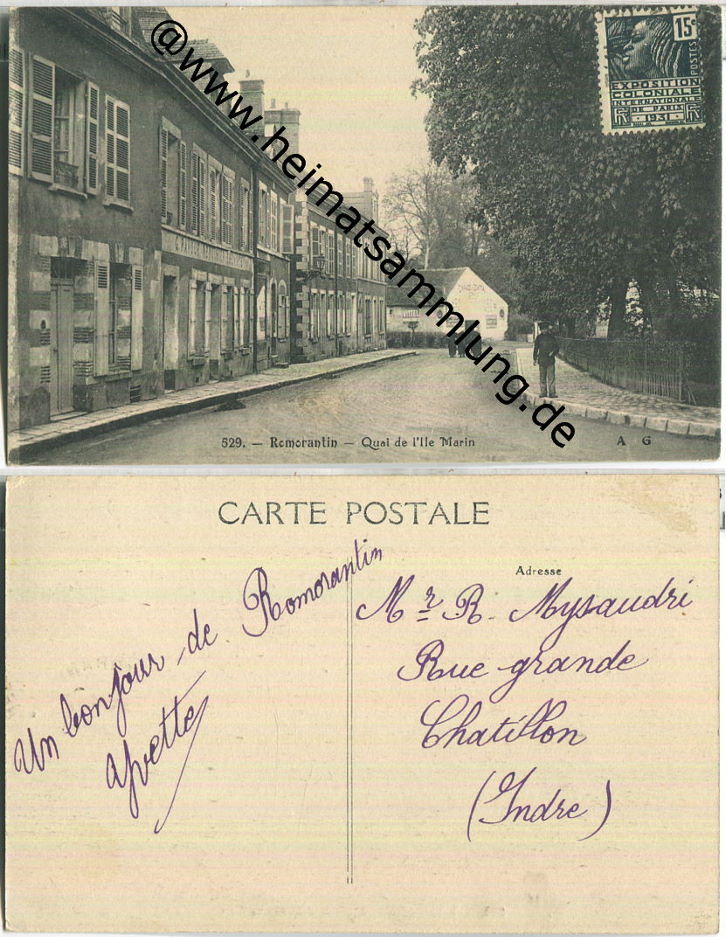 15c
POSTES
EXPOSITION
COLONIALE
INTERNATIONALE
DE PARIS
1931
@www.heimatsammlung.de
529. — Romorantin — Quai de l'Ile Marin
A G
CARTE POSTALE
Adresse
Un bonjour de Romorantin
Yvette
Mr R. Mysaudri
Rue grande
Chatillon
(Indre)